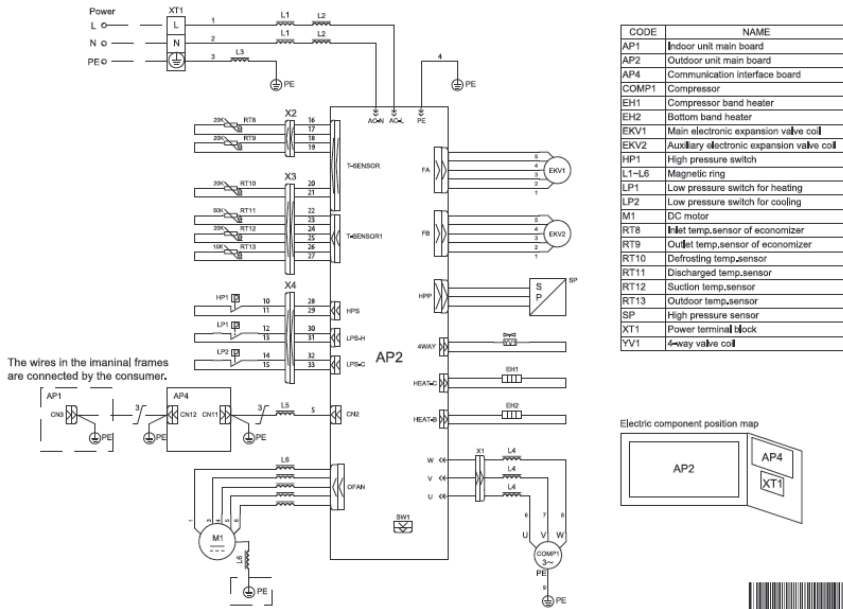 Power
XT1
L
L
1
L1
L2
N
N
2
L1
L2
PE
3
L3
PE
4
PE
AC-N
AC-L
PE
X2
20K
RT8
16
17
20K
RT9
18
19
T-SENSOR
X3
20K
RT10
20
21
50K
RT11
22
23
20K
RT12
24
25
15K
RT13
26
27
T-SENSOR1
X4
HP1
10
28
11
29
HPS
LP1
12
30
13
31
LPS-H
LP2
14
32
15
33
LPS-C
AP2
FA
5
4
3
2
1
EKV1
FB
5
4
3
2
1
EKV2
HPP
S
P
SP
4WAY
HEAT-C
EH1
HEAT-B
EH2
The wires in the imaninal frames
are connected by the consumer.
AP1
CN3
PE
3
AP4
CN12
CN11
PE
3
PE
L5
5
CN2
L6
OFAN
1
3
4
5
6
M1
L6
PE
SW1
W
V
U
X1
L4
L4
L4
6
7
8
U
V
W
COMP1
3~
PE
9
PE
CODE NAME
AP1 Indoor unit main board
AP2 Outdoor unit main board
AP4 Communication interface board
COMP1 Compressor
EH1 Compressor band heater
EH2 Bottom band heater
EKV1 Main electronic expansion valve coil
EKV2 Auxiliary electronic expansion valve coil
HP1 High pressure switch
L1~L6 Magnetic ring
LP1 Low pressure switch for heating
LP2 Low pressure switch for cooling
M1 DC motor
RT8 Inlet temp.sensor of economizer
RT9 Outlet temp.sensor of economizer
RT10 Defrosting temp.sensor
RT11 Discharged temp.sensor
RT12 Suction temp.sensor
RT13 Outdoor temp.sensor
SP High pressure sensor
XT1 Power terminal block
YV1 4-way valve coil
Electric component position map
AP2
AP4
XT1